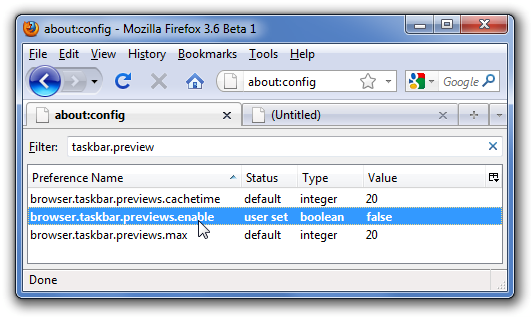 about:config - Mozilla Firefox 3.6 Beta 1
File Edit View History Bookmarks Tools Help
about:config Google
about:config (Untitled)
Filter: taskbar.preview
Preference Name Status Type Value
browser.taskbar.previews.cachetime default integer 20
browser.taskbar.previews.enable user set boolean false
browser.taskbar.previews.max default integer 20
Done